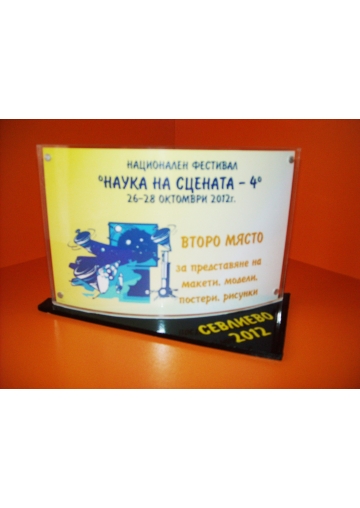 НАЦИОНАЛЕН ФЕСТИВАЛ
"НАУКА НА СЦЕНАТА - 4"
26-28 ОКТОМВРИ 2012г.
ВТОРО МЯСТО
за представяне на
макети, модели,
постери, рисунки
СЕВЛИЕВО
2012